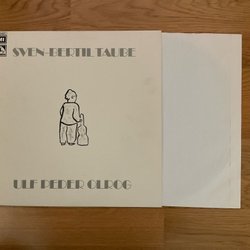 SVEN-BERTIL TAUBE
ULF PEDER OLROG